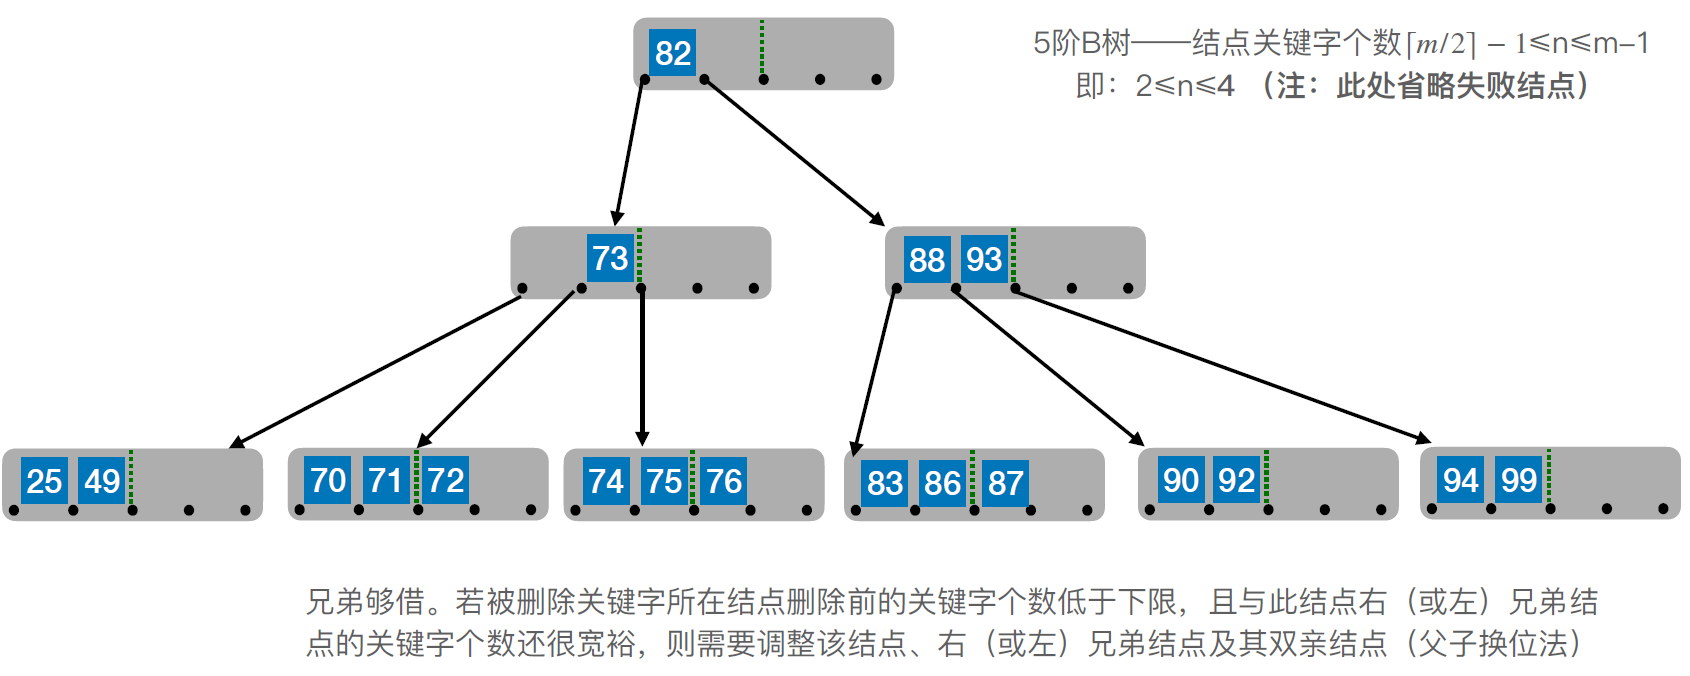 82
5阶B树——结点关键字个数⌈m/2⌉ – 1≤n≤m–1
即：2≤n≤4 （注：此处省略失败结点）
73
88 93
25 49
70 71 72
74 75 76
83 86 87
90 92
94 99
兄弟够借。若被删除关键字所在结点删除前的关键字个数低于下限，且与此结点右（或左）兄弟结
点的关键字个数还很宽裕，则需要调整该结点、右（或左）兄弟结点及其双亲结点（父子换位法）